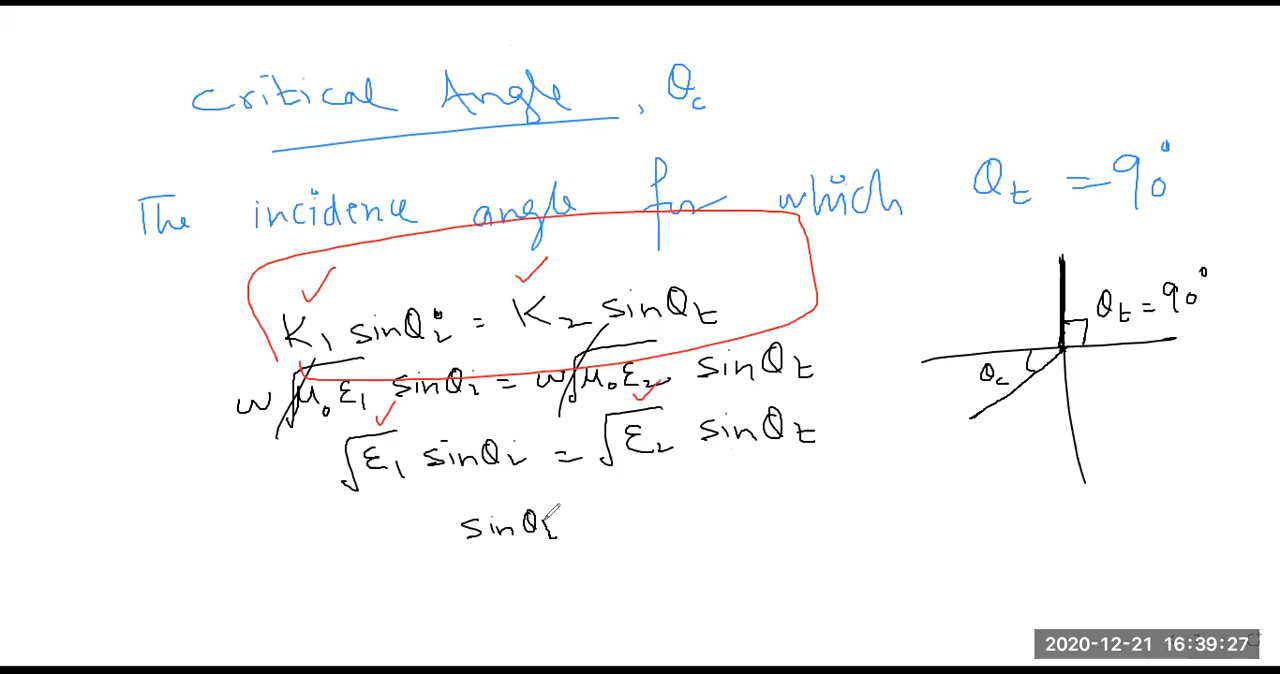 Critical Angle, θc
The incidence angle for which θt = 90°
K1 sinθi = K2 sinθt
θt = 90°
θc
ω√μ0ε1 sinθi = ω√μ0ε2 sinθt
√ε1 sinθi = √ε2 sinθt
sinθi
2020-12-21 16:39:27